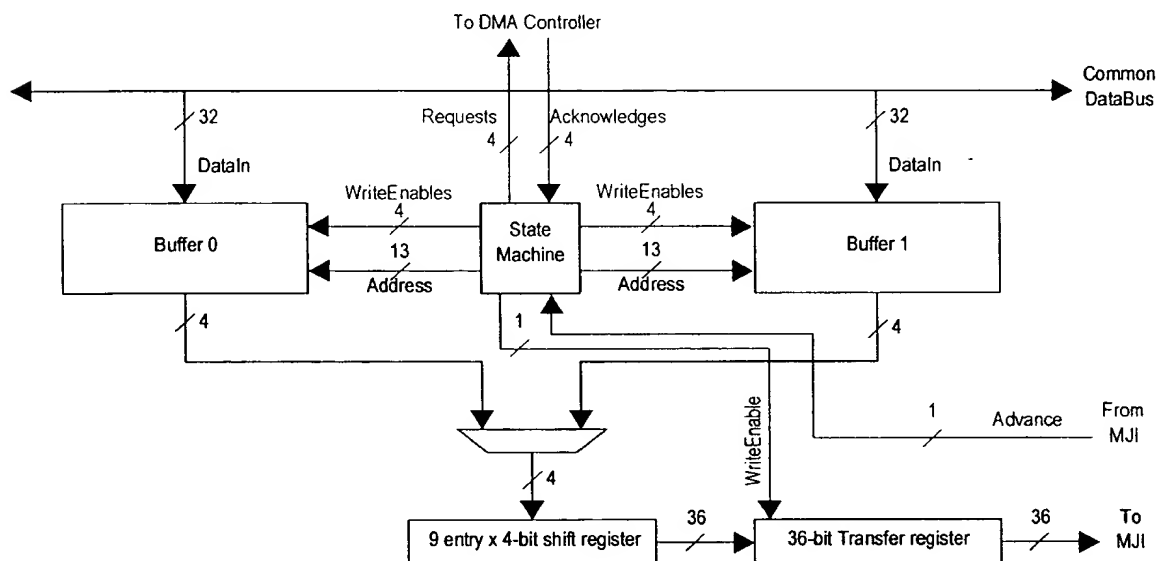 To DMA Controller
Common
DataBus
32
Requests
4
Acknowledges
4
32
DataIn
DataIn
WriteEnables
4
WriteEnables
4
Buffer 0
State
Machine
Buffer 1
13
Address
13
Address
4
1
4
WriteEnable
1
Advance
From
MJI
4
9 entry x 4-bit shift register
36
36-bit Transfer register
36
To
MJI